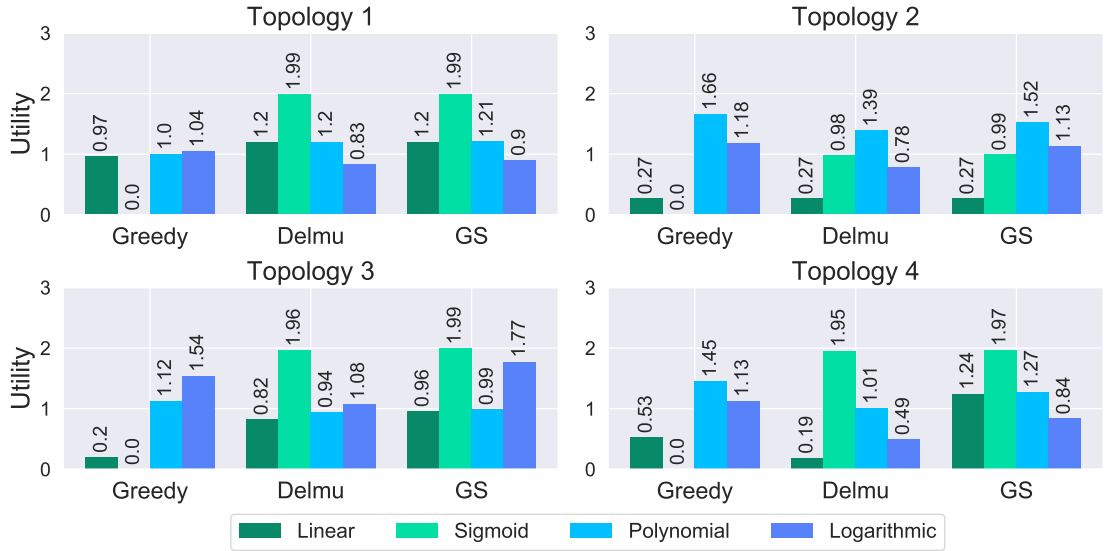 Topology 1
Utility
3
2
1
0
0.97
0.0
1.0
1.04
1.2
1.99
1.2
0.83
1.2
1.99
1.21
0.9
Greedy
Delmu
GS
Topology 2
3
2
1
0
0.27
0.0
1.66
1.18
0.27
0.98
1.39
0.78
0.27
0.99
1.52
1.13
Greedy
Delmu
GS
Topology 3
Utility
3
2
1
0
0.2
0.0
1.12
1.54
0.82
1.96
0.94
1.08
0.96
1.99
0.99
1.77
Greedy
Delmu
GS
Topology 4
3
2
1
0
0.53
0.0
1.45
1.13
0.19
1.95
1.01
0.49
1.24
1.97
1.27
0.84
Greedy
Delmu
GS
Linear
Sigmoid
Polynomial
Logarithmic